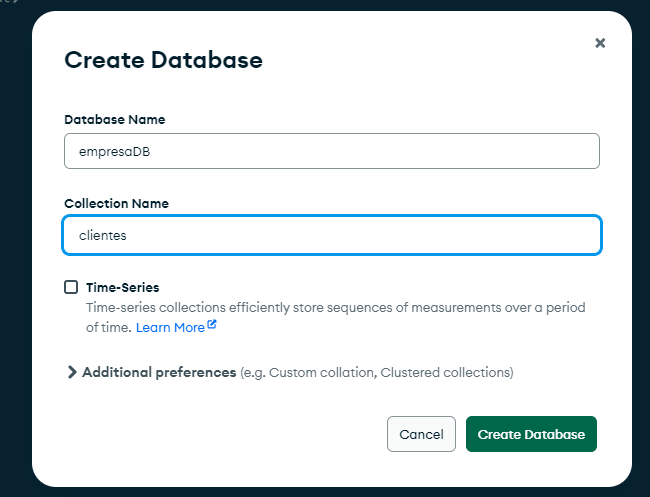 Create Database
Database Name
empresaDB
Collection Name
clientes
Time-Series
Time-series collections efficiently store sequences of measurements over a period
of time. Learn More
Additional preferences (e.g. Custom collation, Clustered collections)
Cancel
Create Database